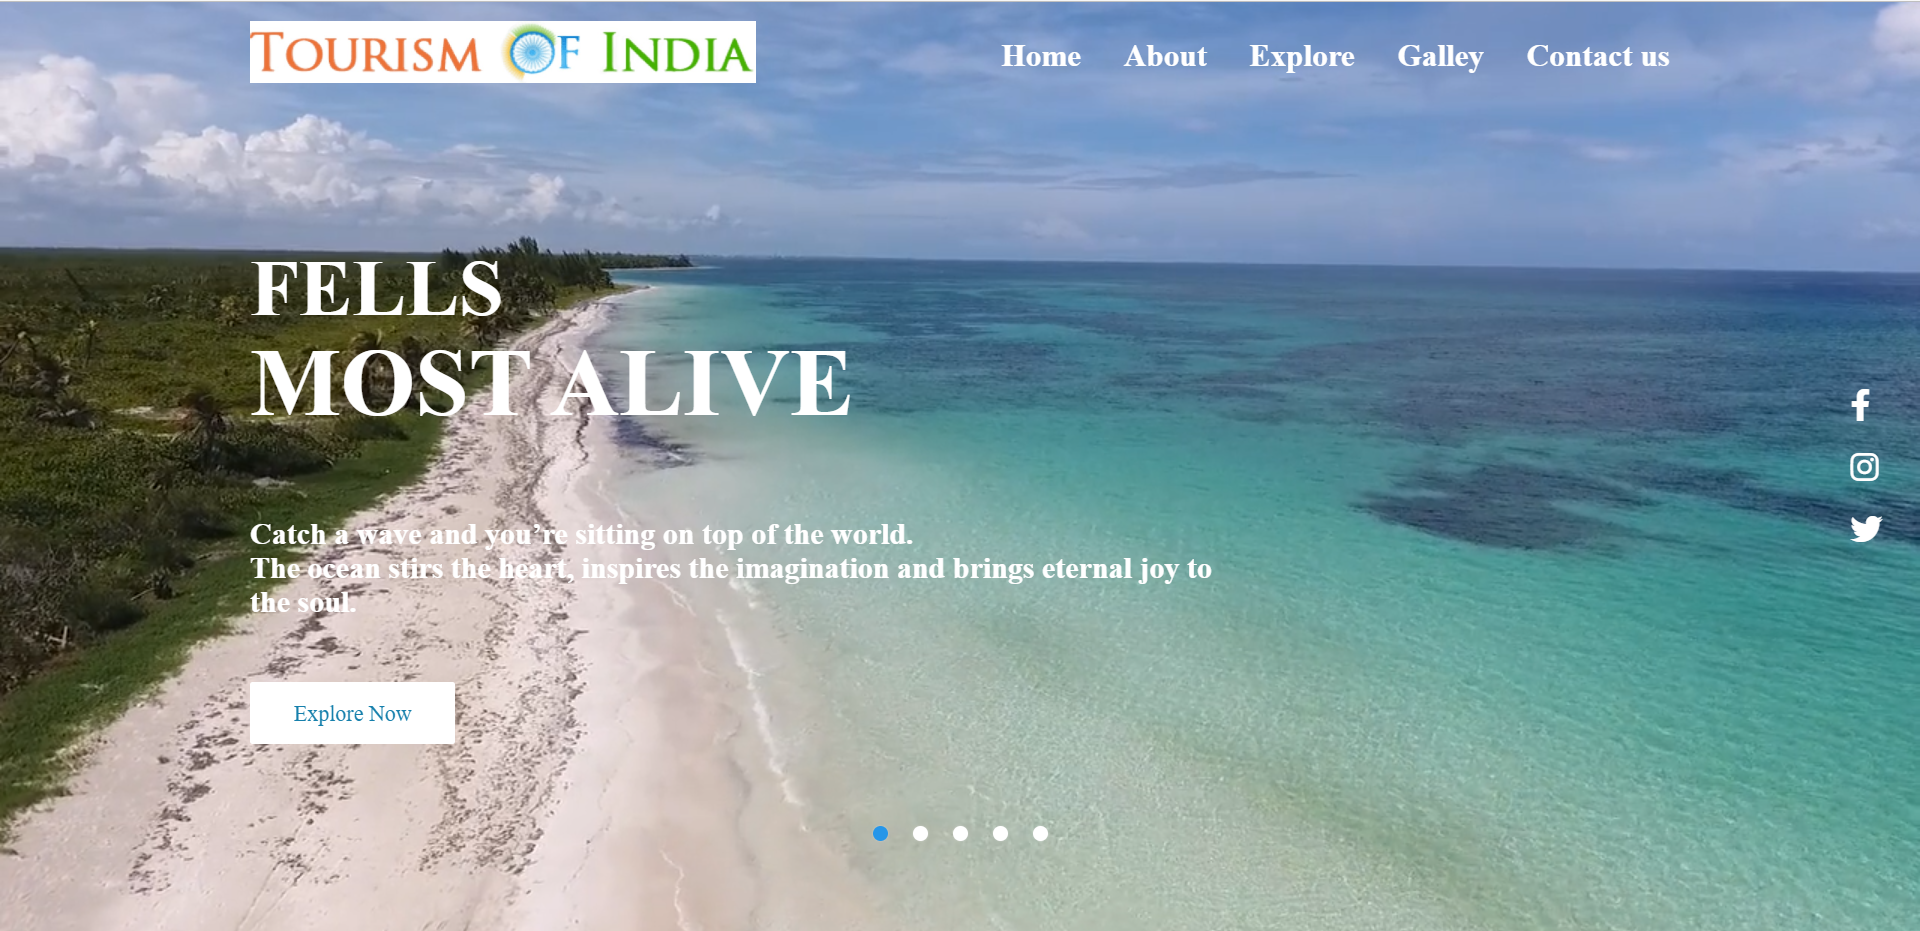 TOURISM OF INDIA
Home About Explore Galley Contact us
FELLS
MOST ALIVE
Catch a wave and you’re sitting on top of the world.
The ocean stirs the heart, inspires the imagination and brings eternal joy to
the soul.
Explore Now